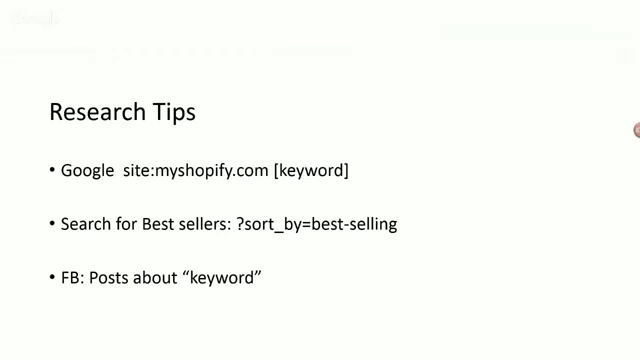 Research Tips
• Google  site:myshopify.com [keyword]
• Search for Best sellers: ?sort_by=best-selling
• FB: Posts about “keyword”